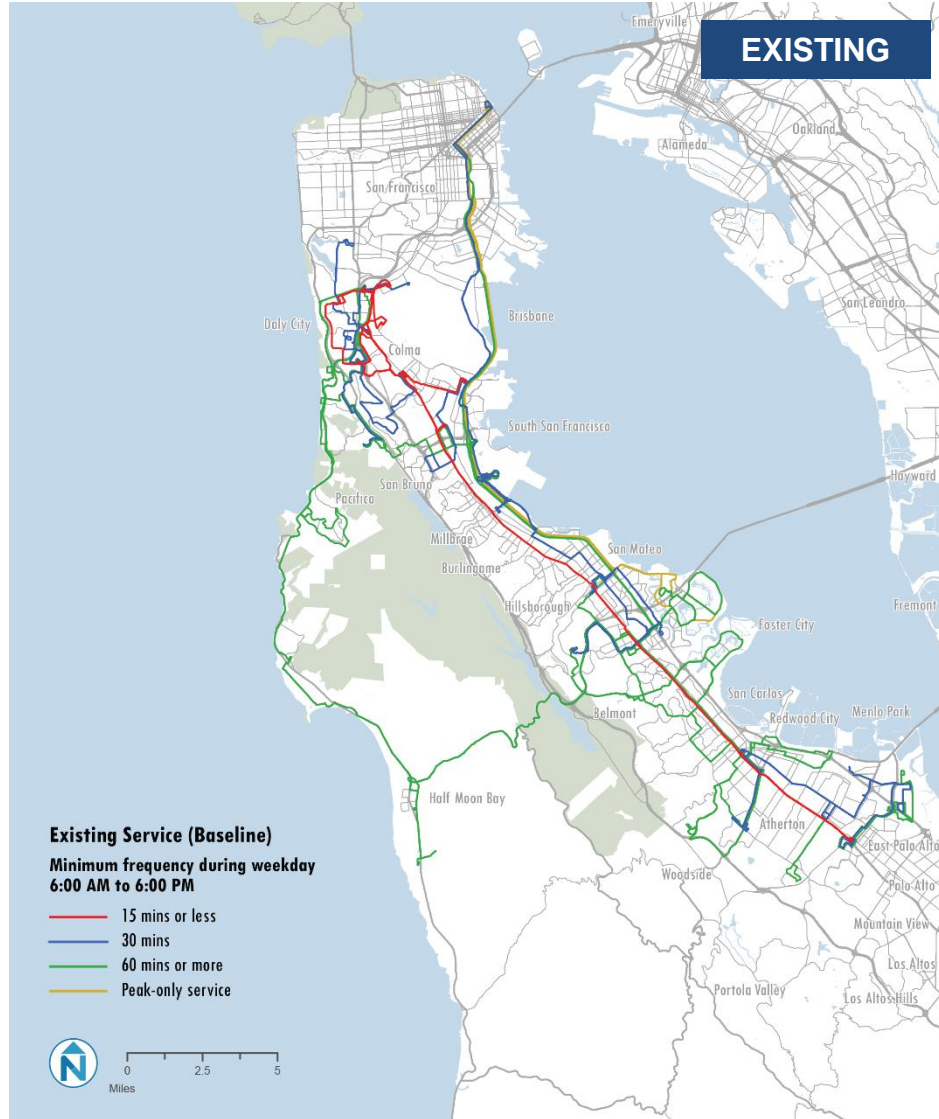 EXISTING
Emeryville
Oakland
Alameda
San Francisco
San Leandro
Brisbane
Daly City
Colma
South San Francisco
Hayward
San Bruno
Pacifica
Millbrae
San Mateo
Burlingame
Hillsborough
Fremont
Foster City
San Carlos
Belmont
Redwood City
Menlo Park
Half Moon Bay
Atherton
East Palo Alto
Woodside
Palo Alto
Mountain View
Los Altos
Portola Valley
Los Altos Hills
Existing Service (Baseline)
Minimum frequency during weekday
6:00 AM to 6:00 PM
15 mins or less
30 mins
60 mins or more
Peak-only service
N
0 2.5 5
Miles